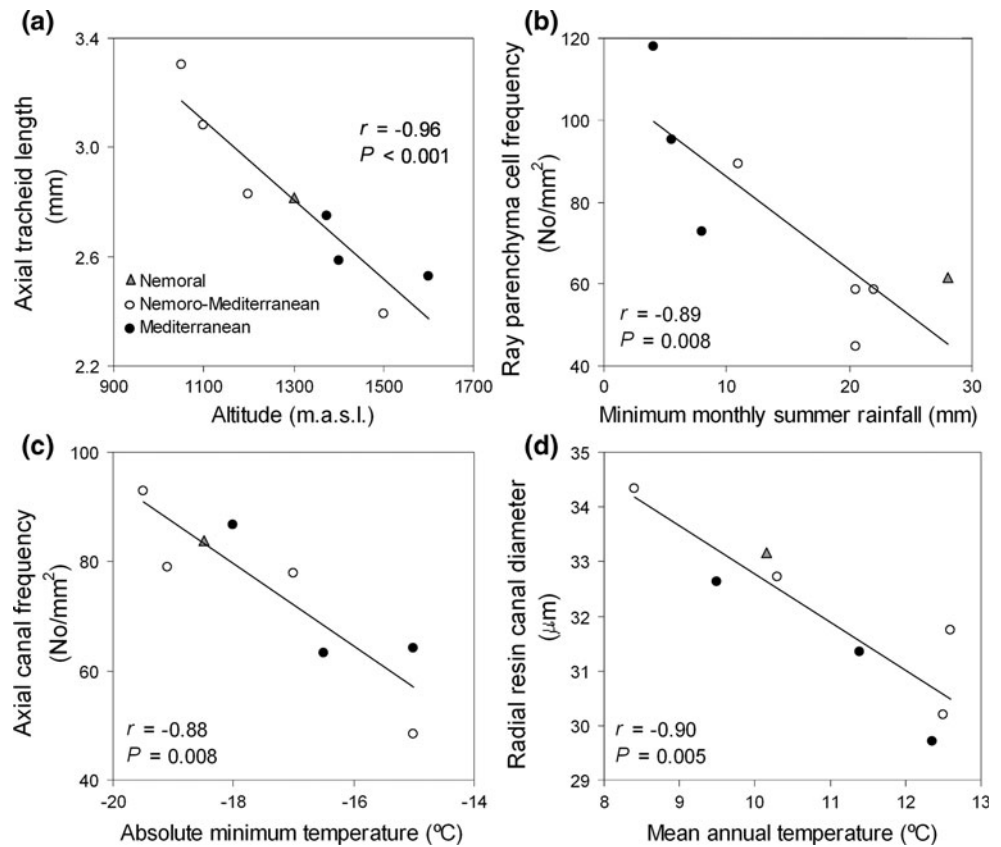 (a)
3.4
3.0
2.6
2.2
Axial tracheid length
(mm)
r = -0.96
P < 0.001
Nemoral
Nemoro-Mediterranean
Mediterranean
900 1100 1300 1500 1700
Altitude (m.a.s.l.)
(b)
120
100
80
60
40
Ray parenchyma cell frequency
(No/mm²)
r = -0.89
P = 0.008
0 10 20 30
Minimum monthly summer rainfall (mm)
(c)
100
80
60
40
Axial canal frequency
(No/mm²)
r = -0.88
P = 0.008
-20 -18 -16 -14
Absolute minimum temperature (ºC)
(d)
35
34
33
32
31
30
29
Radial resin canal diameter
(μm)
r = -0.90
P = 0.005
8 9 10 11 12 13
Mean annual temperature (ºC)